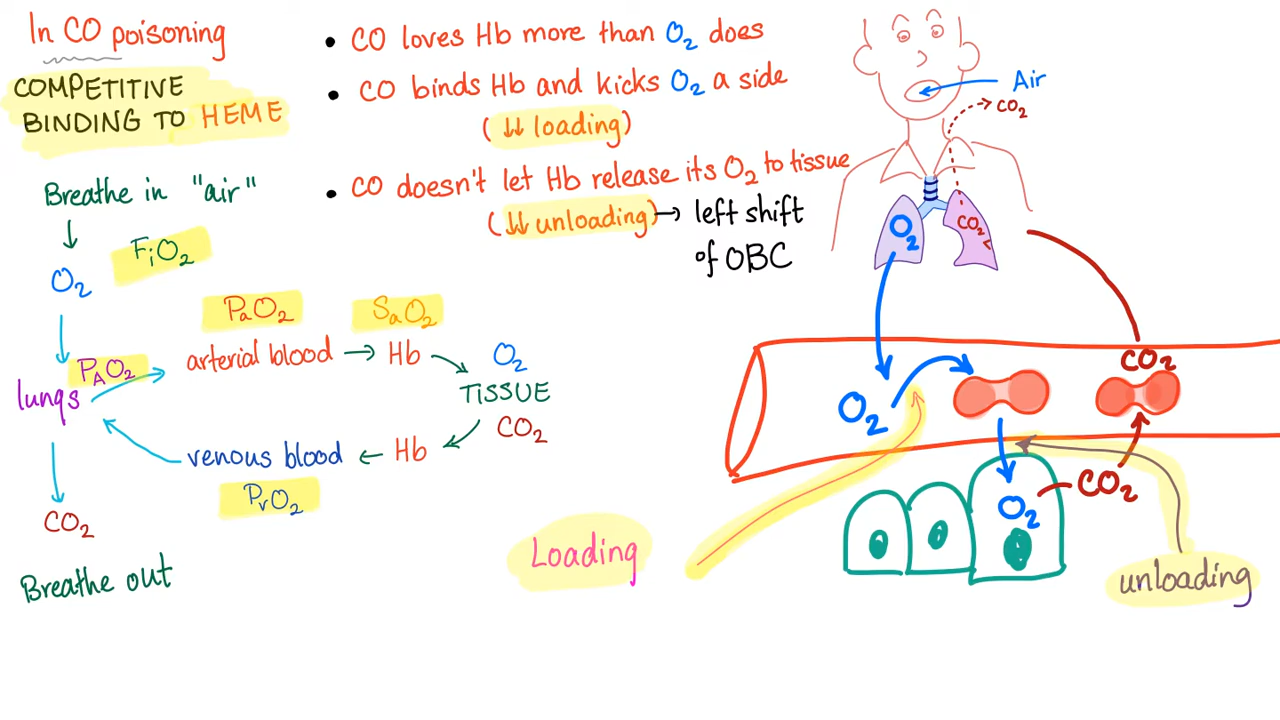 In CO poisoning
COMPETITIVE
BINDING TO HEME
• CO loves Hb more than O₂ does
• CO binds Hb and kicks O₂ a side
(↓↓ loading)
• CO doesn't let Hb release its O₂ to tissue
(↓↓ unloading) → left shift
of OBC
Breathe in "air"
↓
FiO₂
O₂
PaO₂
SaO₂
PAO₂
lungs
arterial blood → Hb
O₂
TISSUE
CO₂
venous blood ← Hb
PvO₂
CO₂
Breathe out
Air
CO₂
O₂
CO₂
O₂
CO₂
O₂
CO₂
Loading
unloading